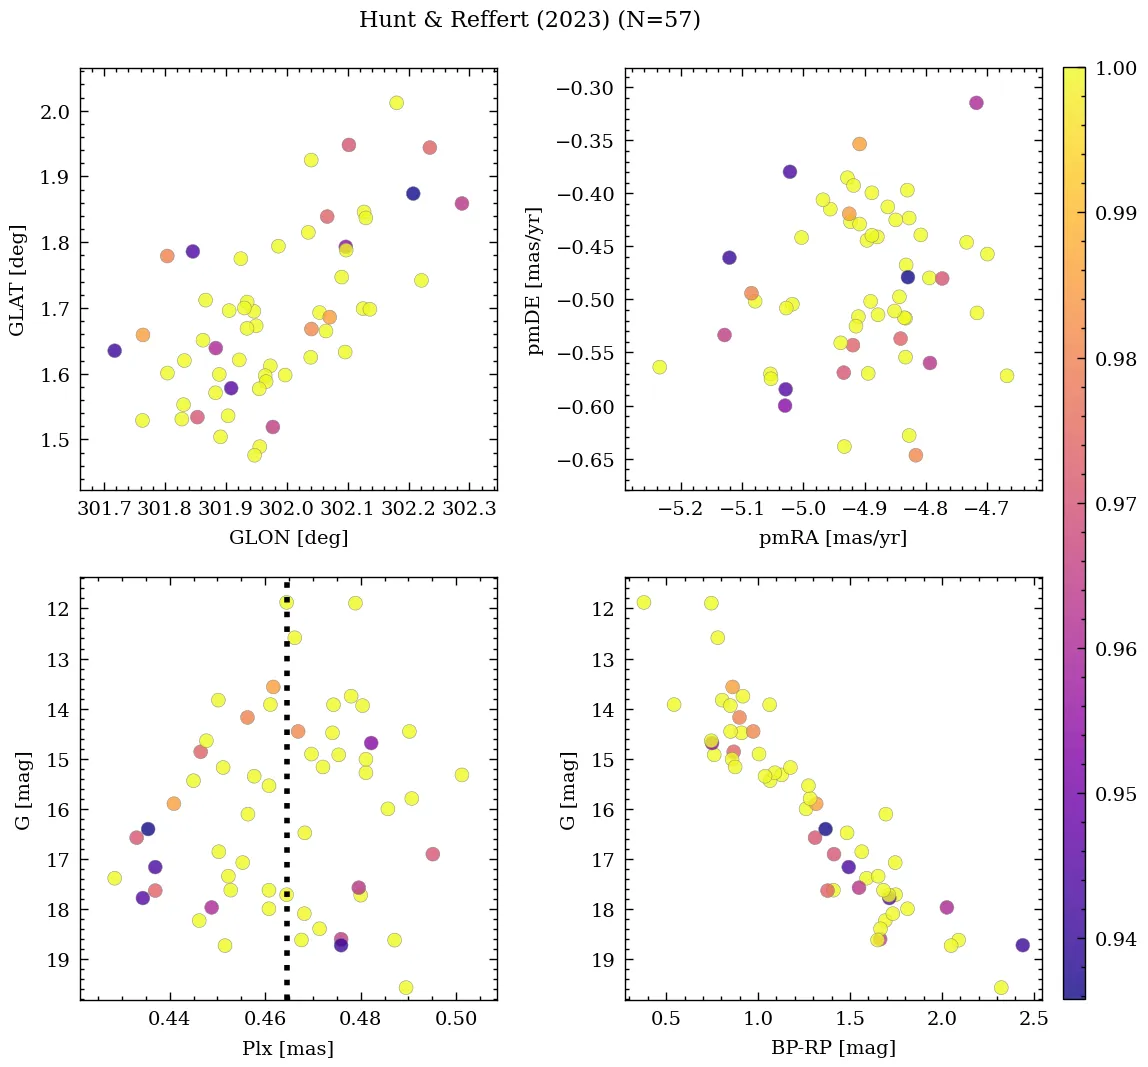 Hunt & Reffert (2023) (N=57)
2.0
1.9
1.8
1.7
1.6
1.5
GLAT [deg]
301.7 301.8 301.9 302.0 302.1 302.2 302.3
GLON [deg]
−0.30
−0.35
−0.40
−0.45
−0.50
−0.55
−0.60
−0.65
pmDE [mas/yr]
−5.2 −5.1 −5.0 −4.9 −4.8 −4.7
pmRA [mas/yr]
12
13
14
15
16
17
18
19
G [mag]
0.44 0.46 0.48 0.50
Plx [mas]
12
13
14
15
16
17
18
19
G [mag]
0.5 1.0 1.5 2.0 2.5
BP-RP [mag]
1.00
0.99
0.98
0.97
0.96
0.95
0.94